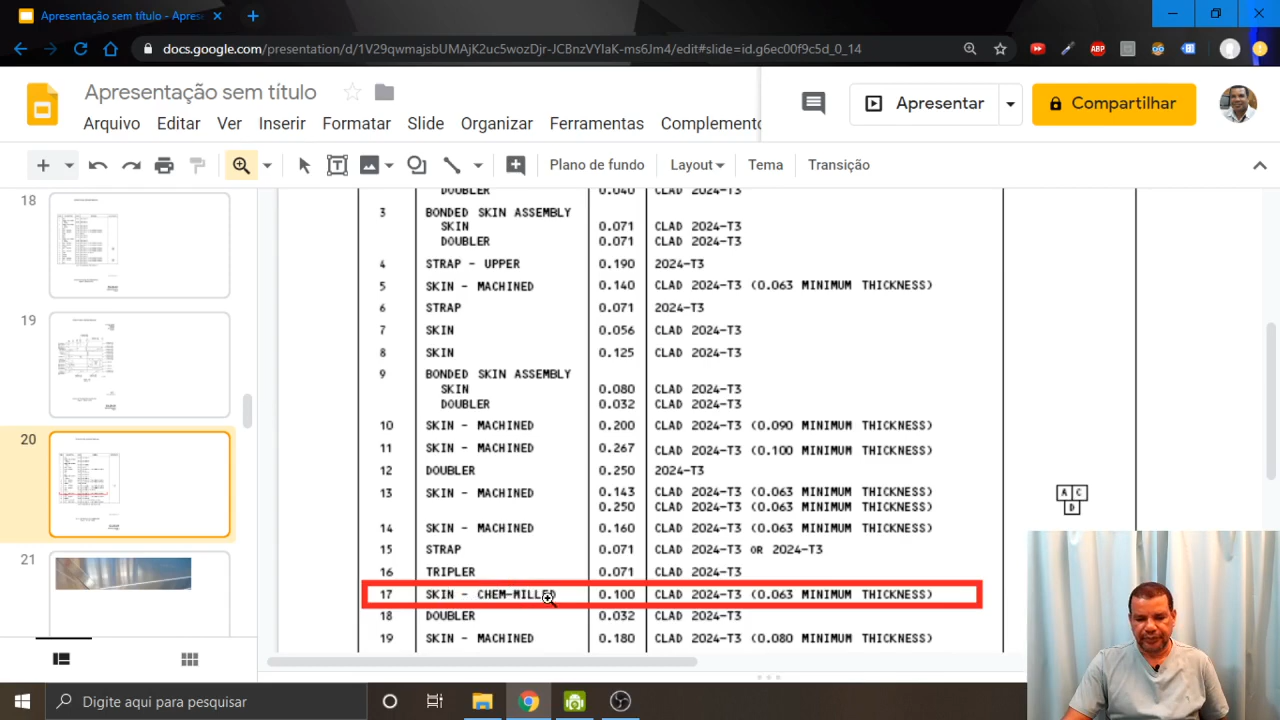 Apresentação sem título - Apres
docs.google.com/presentation/d/1V29qwmajsbUMAjK2uc5wozDjr-JCBnzVYIaK-ms6Jm4/edit#slide=id.g6ec00f9c5d_0_14
ABP
Apresentação sem título
Apresentar
Compartilhar
Arquivo Editar Ver Inserir Formatar Slide Organizar Ferramentas Complemento
Plano de fundo Layout Tema Transição
18
19
20
21
DOUBLER 0.040 CLAD 2024-T3
3 BONDED SKIN ASSEMBLY
SKIN 0.071 CLAD 2024-T3
DOUBLER 0.071 CLAD 2024-T3
4 STRAP - UPPER 0.190 2024-T3
5 SKIN - MACHINED 0.140 CLAD 2024-T3 (0.063 MINIMUM THICKNESS)
6 STRAP 0.071 2024-T3
7 SKIN 0.056 CLAD 2024-T3
8 SKIN 0.125 CLAD 2024-T3
9 BONDED SKIN ASSEMBLY
SKIN 0.080 CLAD 2024-T3
DOUBLER 0.032 CLAD 2024-T3
10 SKIN - MACHINED 0.200 CLAD 2024-T3 (0.090 MINIMUM THICKNESS)
11 SKIN - MACHINED 0.267 CLAD 2024-T3 (0.100 MINIMUM THICKNESS)
12 DOUBLER 0.250 2024-T3
13 SKIN - MACHINED 0.143 CLAD 2024-T3 (0.063 MINIMUM THICKNESS)
0.250 CLAD 2024-T3 (0.063 MINIMUM THICKNESS)
A C
D
14 SKIN - MACHINED 0.160 CLAD 2024-T3 (0.063 MINIMUM THICKNESS)
15 STRAP 0.071 CLAD 2024-T3 OR 2024-T3
16 TRIPLER 0.071 CLAD 2024-T3
17 SKIN - CHEM-MILLED 0.100 CLAD 2024-T3 (0.063 MINIMUM THICKNESS)
18 DOUBLER 0.032 CLAD 2024-T3
19 SKIN - MACHINED 0.180 CLAD 2024-T3 (0.080 MINIMUM THICKNESS)
Digite aqui para pesquisar